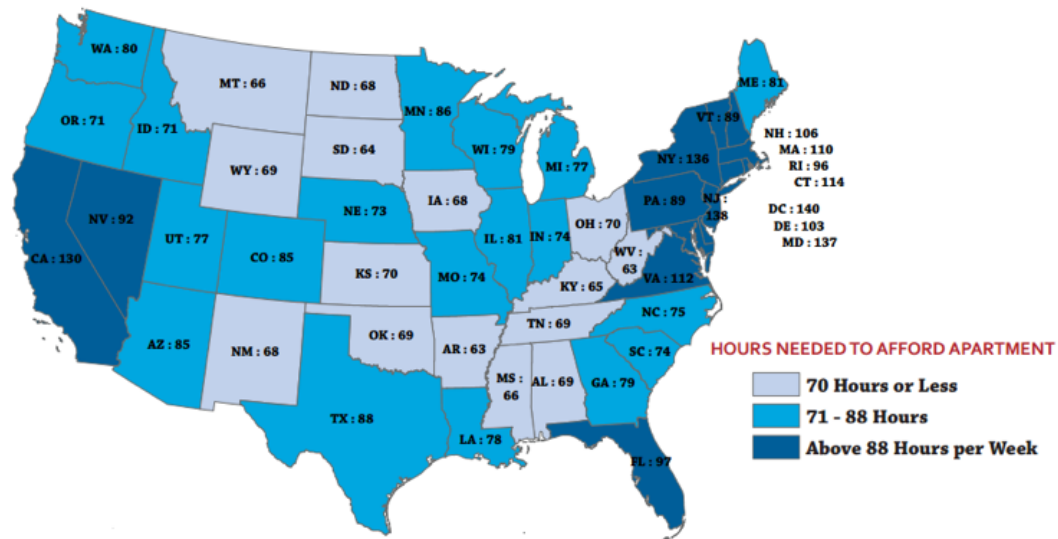 WA : 80
MT : 66
ND : 68
MN : 86
ME : 81
OR : 71
ID : 71
VT : 89
NH : 106
MA : 110
RI : 96
CT : 114
WY : 69
SD : 64
WI : 79
MI : 77
NY : 136
NV : 92
IA : 68
PA : 89
NJ :
138
DC : 140
DE : 103
MD : 137
CA : 130
UT : 77
CO : 85
NE : 73
IL : 81
IN : 74
OH : 70
WV :
63
VA : 112
KS : 70
MO : 74
KY : 65
NC : 75
AZ : 85
NM : 68
OK : 69
AR : 63
TN : 69
SC : 74
MS :
66
AL : 69
GA : 79
TX : 88
LA : 78
FL : 97
HOURS NEEDED TO AFFORD APARTMENT
70 Hours or Less
71 - 88 Hours
Above 88 Hours per Week